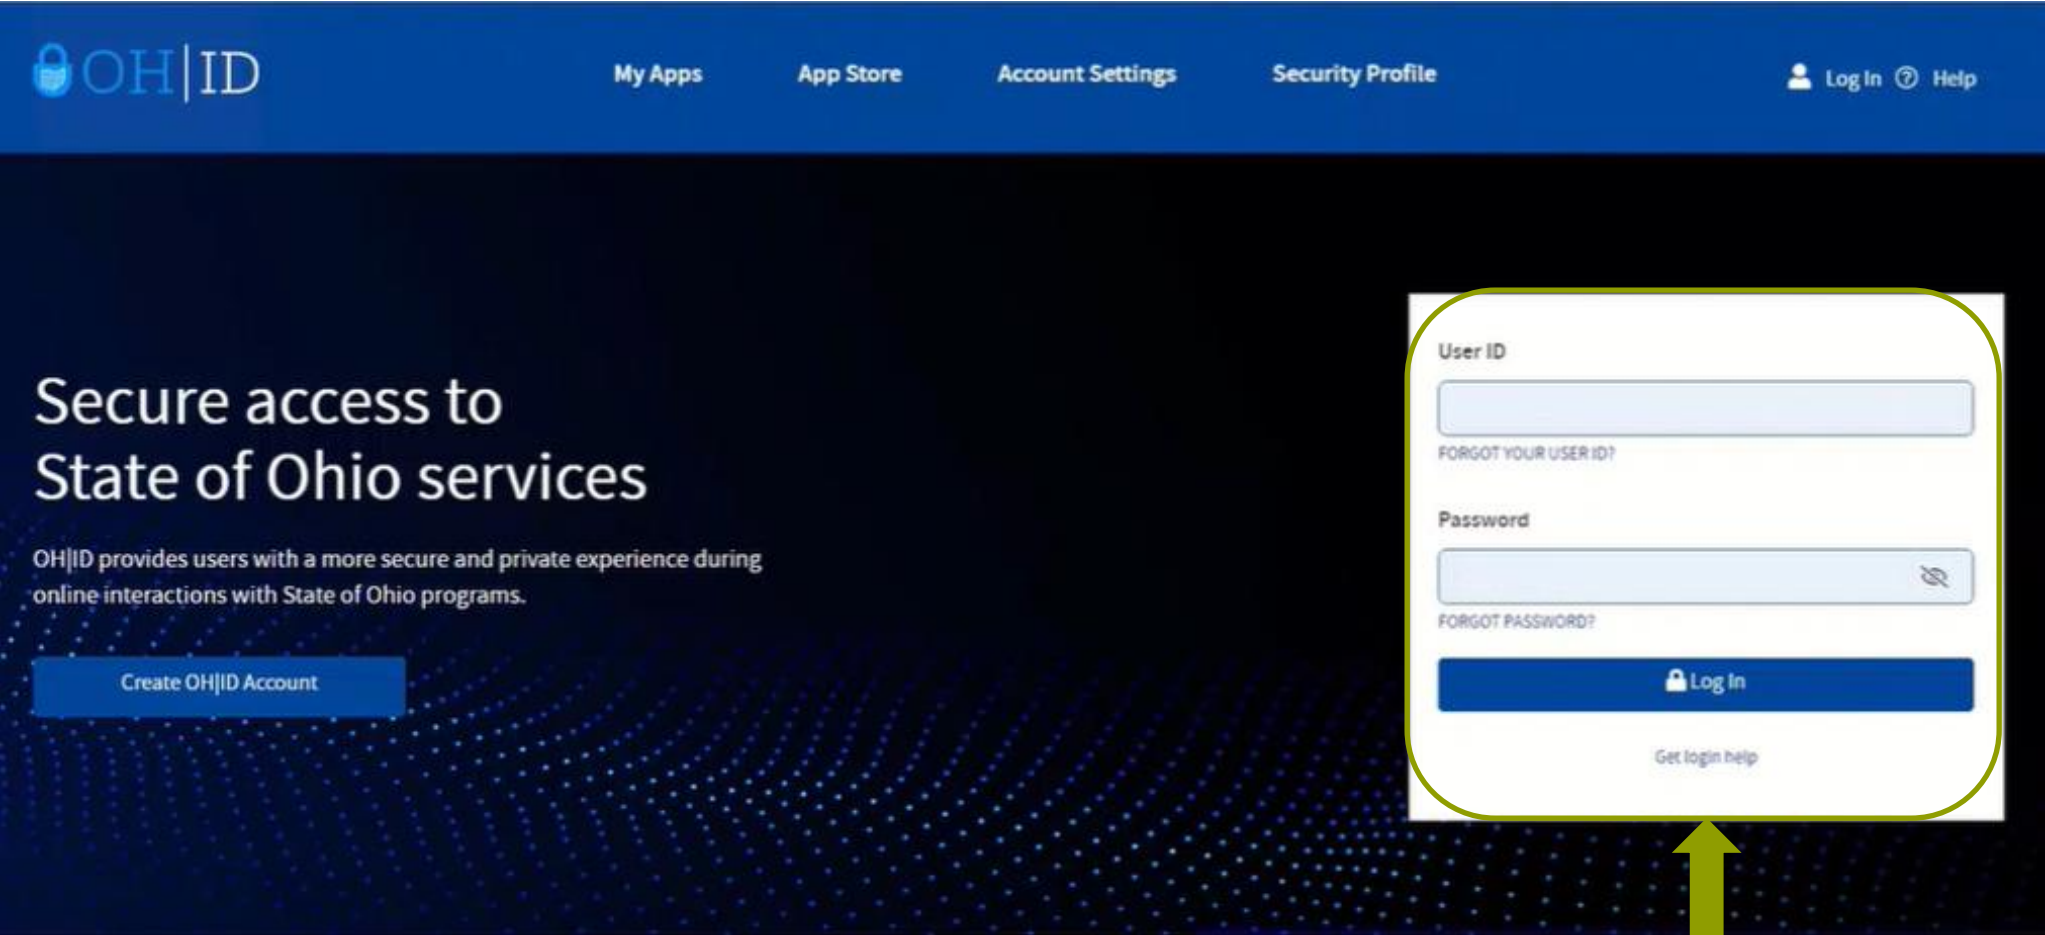 OH|ID
My Apps
App Store
Account Settings
Security Profile
Log In
Help
Secure access to
State of Ohio services
OH|ID provides users with a more secure and private experience during
online interactions with State of Ohio programs.
Create OH|ID Account
User ID
FORGOT YOUR USER ID?
Password
FORGOT PASSWORD?
Log In
Get login help